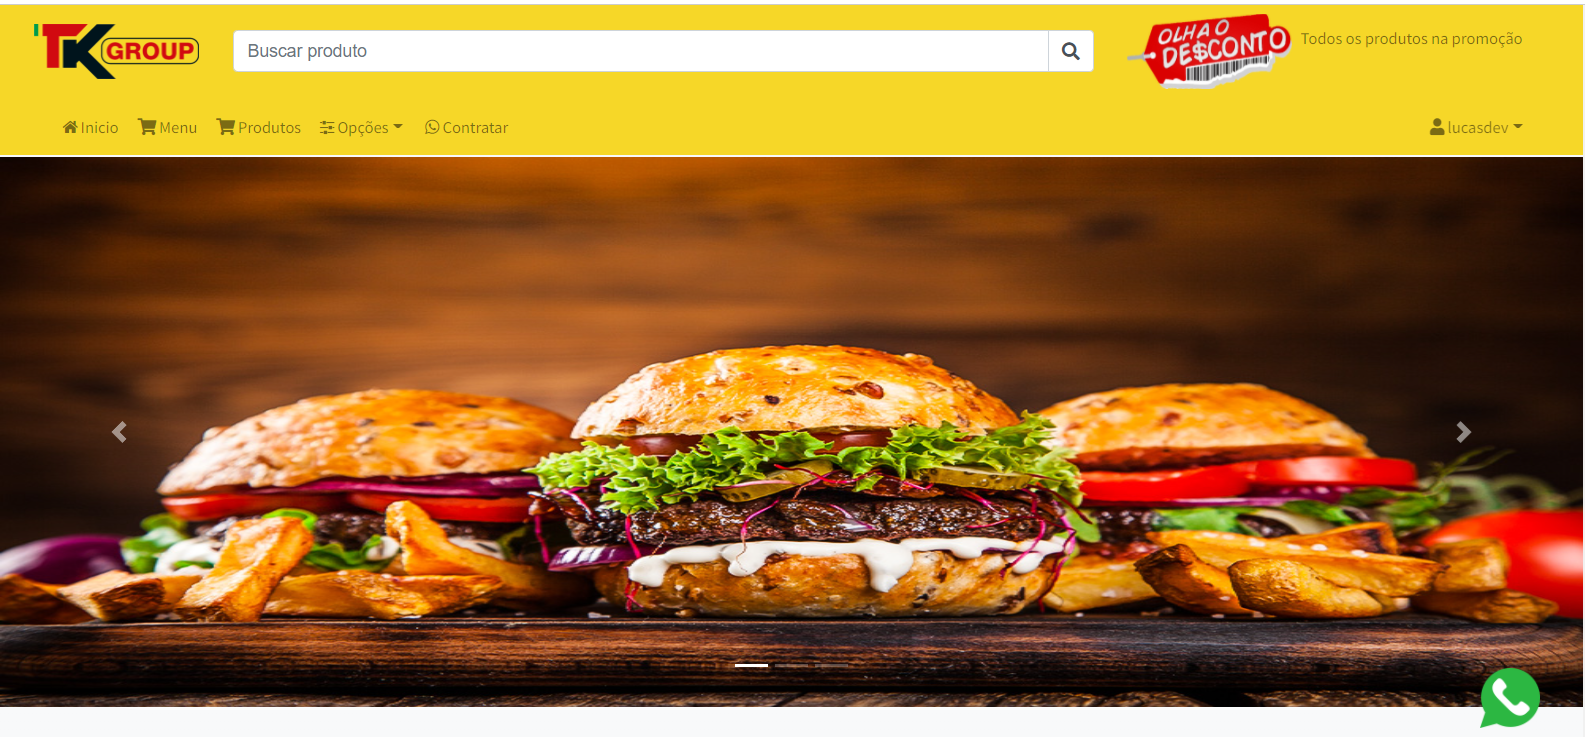 TK GROUP
Buscar produto
OLHA O
DE$CONTO
Todos os produtos na promoção
Inicio
Menu
Produtos
Opções
Contratar
lucasdev